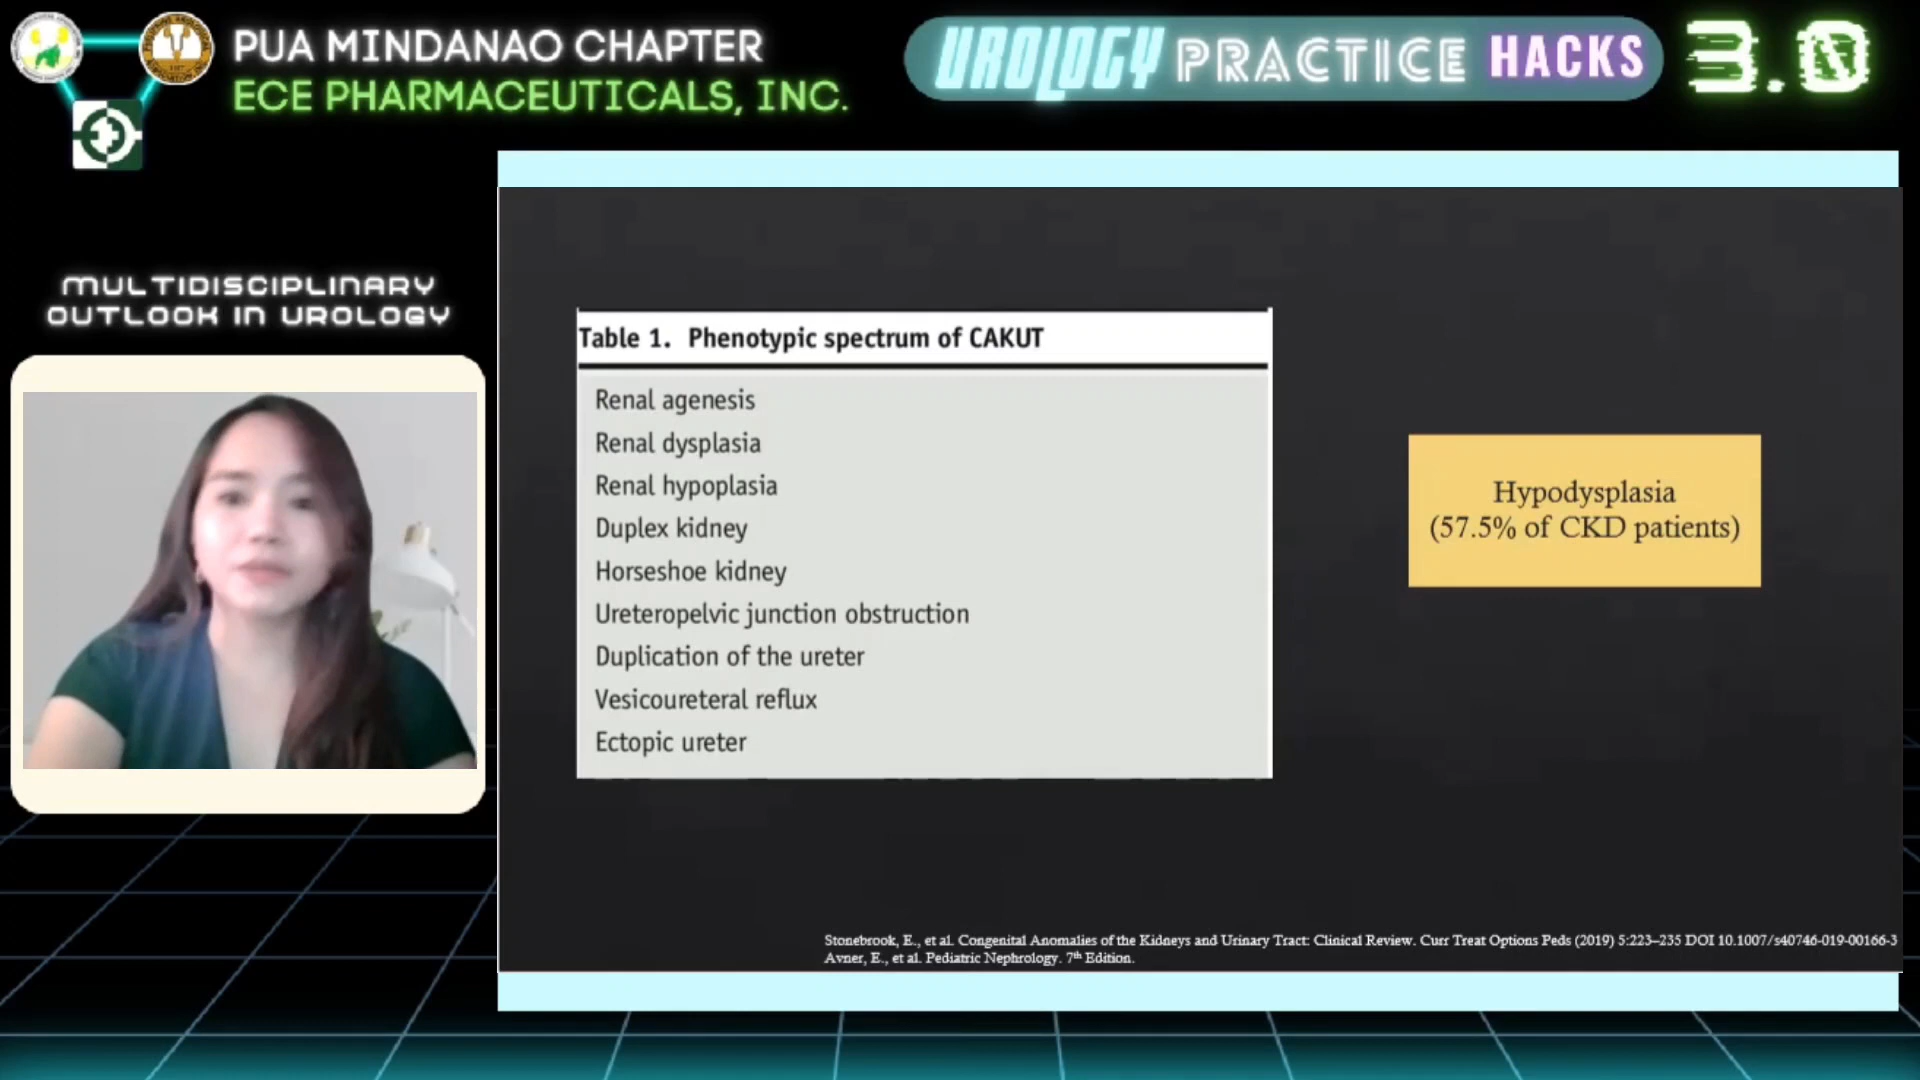 PUA MINDANAO CHAPTER
ECE PHARMACEUTICALS, INC.
UROLOGY PRACTICE HACKS 3.0
MULTIDISCIPLINARY
OUTLOOK IN UROLOGY
Table 1. Phenotypic spectrum of CAKUT
Renal agenesis
Renal dysplasia
Renal hypoplasia
Duplex kidney
Horseshoe kidney
Ureteropelvic junction obstruction
Duplication of the ureter
Vesicoureteral reflux
Ectopic ureter
Hypodysplasia
(57.5% of CKD patients)
Stonebrook, E., et al. Congenital Anomalies of the Kidneys and Urinary Tract: Clinical Review. Curr Treat Options Peds (2019) 5:223–235 DOI 10.1007/s40746-019-00166-3
Avner, E., et al. Pediatric Nephrology. 7th Edition.